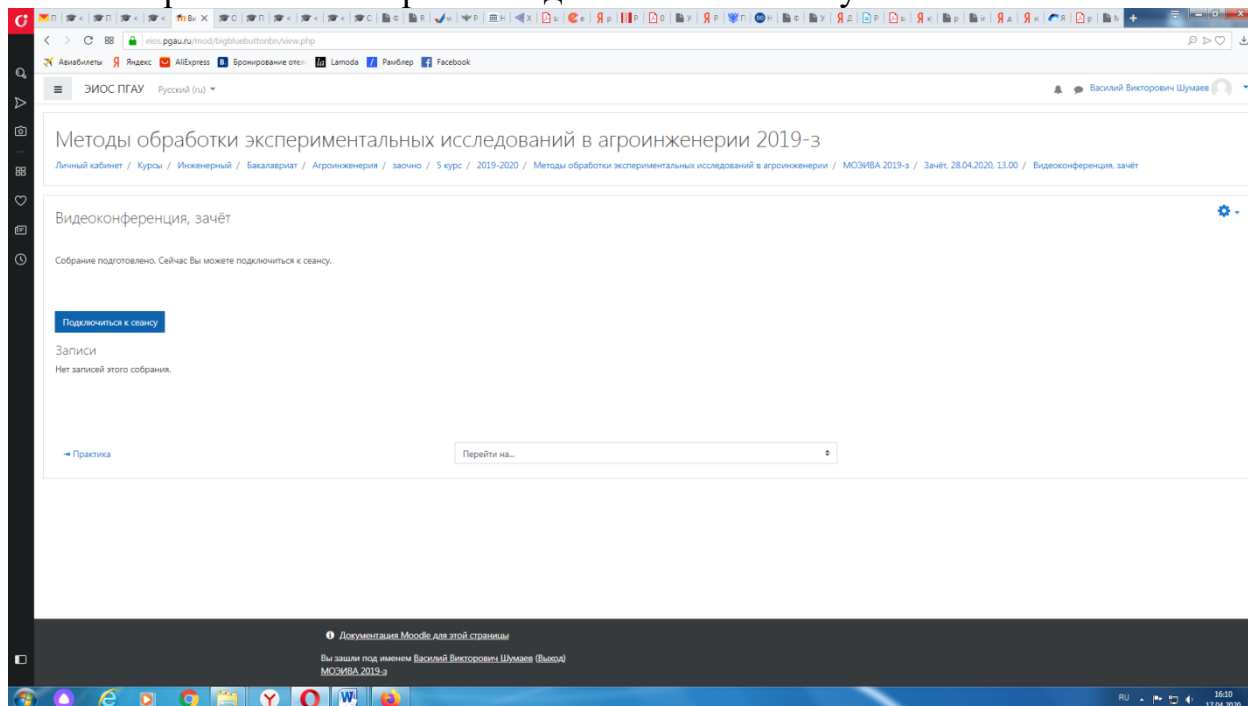 eios.pgau.ru/mod/bigbluebuttonbn/view.php
Авиабилеты Яндекс AliExpress Бронирование отел Lamoda Рамблер Facebook
ЭИОС ПГАУ Русский (ru) Василий Викторович Шумаев
Методы обработки экспериментальных исследований в агроинженерии 2019-з
Личный кабинет / Курсы / Инженерный / Бакалавриат / Агроинженерия / заочно / 5 курс / 2019-2020 / Методы обработки экспериментальных исследований в агроинженерии / МОЭИВА 2019-з / Зачёт, 28.04.2020, 13.00 / Видеоконференция, зачёт
Видеоконференция, зачёт
Собрание подготовлено. Сейчас Вы можете подключиться к сеансу.
Подключиться к сеансу
Записи
Нет записей этого собрания.
→ Практика Перейти на...
Документация Moodle для этой страницы
Вы зашли под именем Василий Викторович Шумаев (Выход)
МОЭИВА 2019-з
RU 16:10
17.04.2020